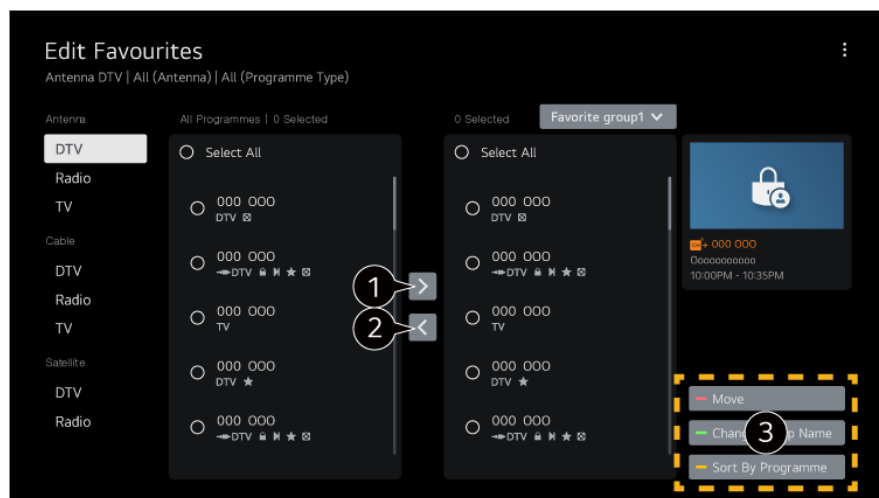 Edit Favourites
Antenna DTV | All (Antenna) | All (Programme Type)
Antenna
DTV
Radio
TV
Cable
DTV
Radio
TV
Satellite
DTV
Radio
All Programmes | 0 Selected
Select All
000 000
DTV
000 000
DTV
000 000
TV
000 000
DTV
000 000
DTV
1
2
0 Selected
Favorite group1
Select All
000 000
DTV
000 000
DTV
000 000
TV
000 000
DTV
000 000
DTV
000 000
Ooooooooooo
10:00PM - 10:35PM
Move
3
Name
Sort By Programme